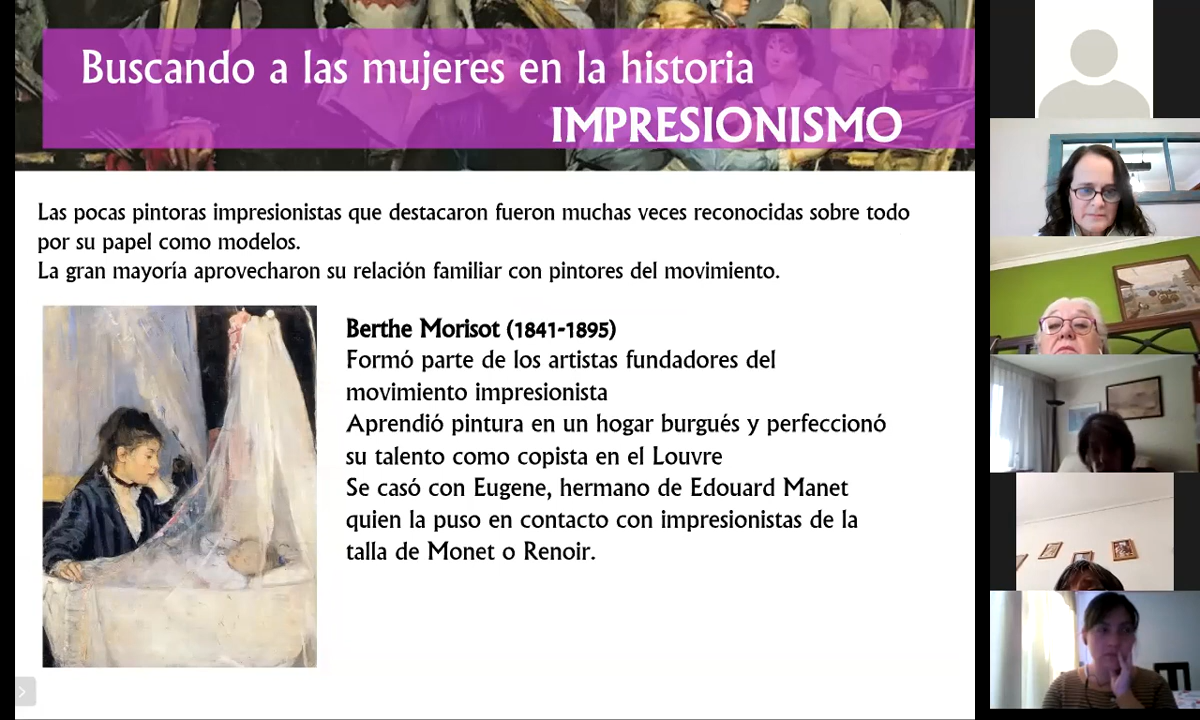 Buscando a las mujeres en la historia
IMPRESIONISMO
Las pocas pintoras impresionistas que destacaron fueron muchas veces reconocidas sobre todo
por su papel como modelos.
La gran mayoría aprovecharon su relación familiar con pintores del movimiento.
Berthe Morisot (1841-1895)
Formó parte de los artistas fundadores del
movimiento impresionista
Aprendió pintura en un hogar burgués y perfeccionó
su talento como copista en el Louvre
Se casó con Eugene, hermano de Edouard Manet
quien la puso en contacto con impresionistas de la
talla de Monet o Renoir.